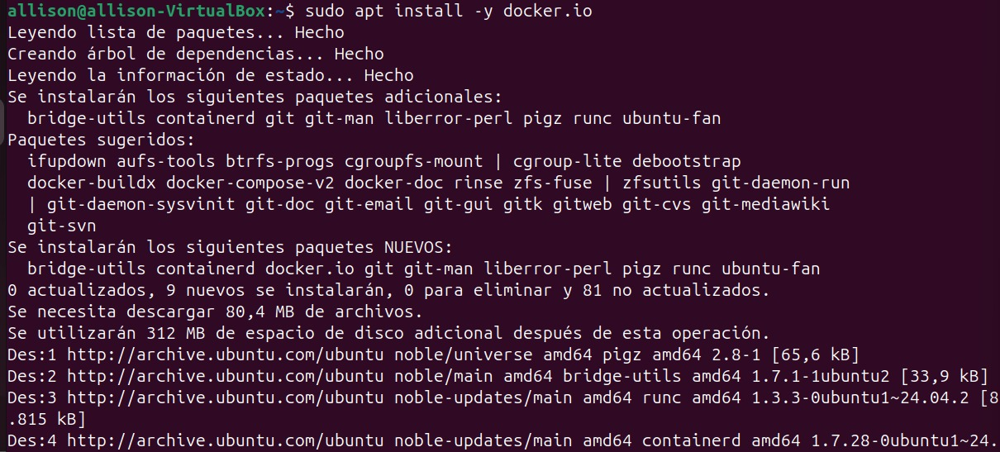 allison@allison-VirtualBox:~$ sudo apt install -y docker.io
Leyendo lista de paquetes... Hecho
Creando árbol de dependencias... Hecho
Leyendo la información de estado... Hecho
Se instalarán los siguientes paquetes adicionales:
  bridge-utils containerd git git-man liberror-perl pigz runc ubuntu-fan
Paquetes sugeridos:
  ifupdown aufs-tools btrfs-progs cgroupfs-mount | cgroup-lite debootstrap
  docker-buildx docker-compose-v2 docker-doc rinse zfs-fuse | zfsutils git-daemon-run
  | git-daemon-sysvinit git-doc git-email git-gui gitk gitweb git-cvs git-mediawiki
  git-svn
Se instalarán los siguientes paquetes NUEVOS:
  bridge-utils containerd docker.io git git-man liberror-perl pigz runc ubuntu-fan
0 actualizados, 9 nuevos se instalarán, 0 para eliminar y 81 no actualizados.
Se necesita descargar 80,4 MB de archivos.
Se utilizarán 312 MB de espacio de disco adicional después de esta operación.
Des:1 http://archive.ubuntu.com/ubuntu noble/universe amd64 pigz amd64 2.8-1 [65,6 kB]
Des:2 http://archive.ubuntu.com/ubuntu noble/main amd64 bridge-utils amd64 1.7.1-1ubuntu2 [33,9 kB]
Des:3 http://archive.ubuntu.com/ubuntu noble-updates/main amd64 runc amd64 1.3.3-0ubuntu1~24.04.2 [8
.815 kB]
Des:4 http://archive.ubuntu.com/ubuntu noble-updates/main amd64 containerd amd64 1.7.28-0ubuntu1~24.